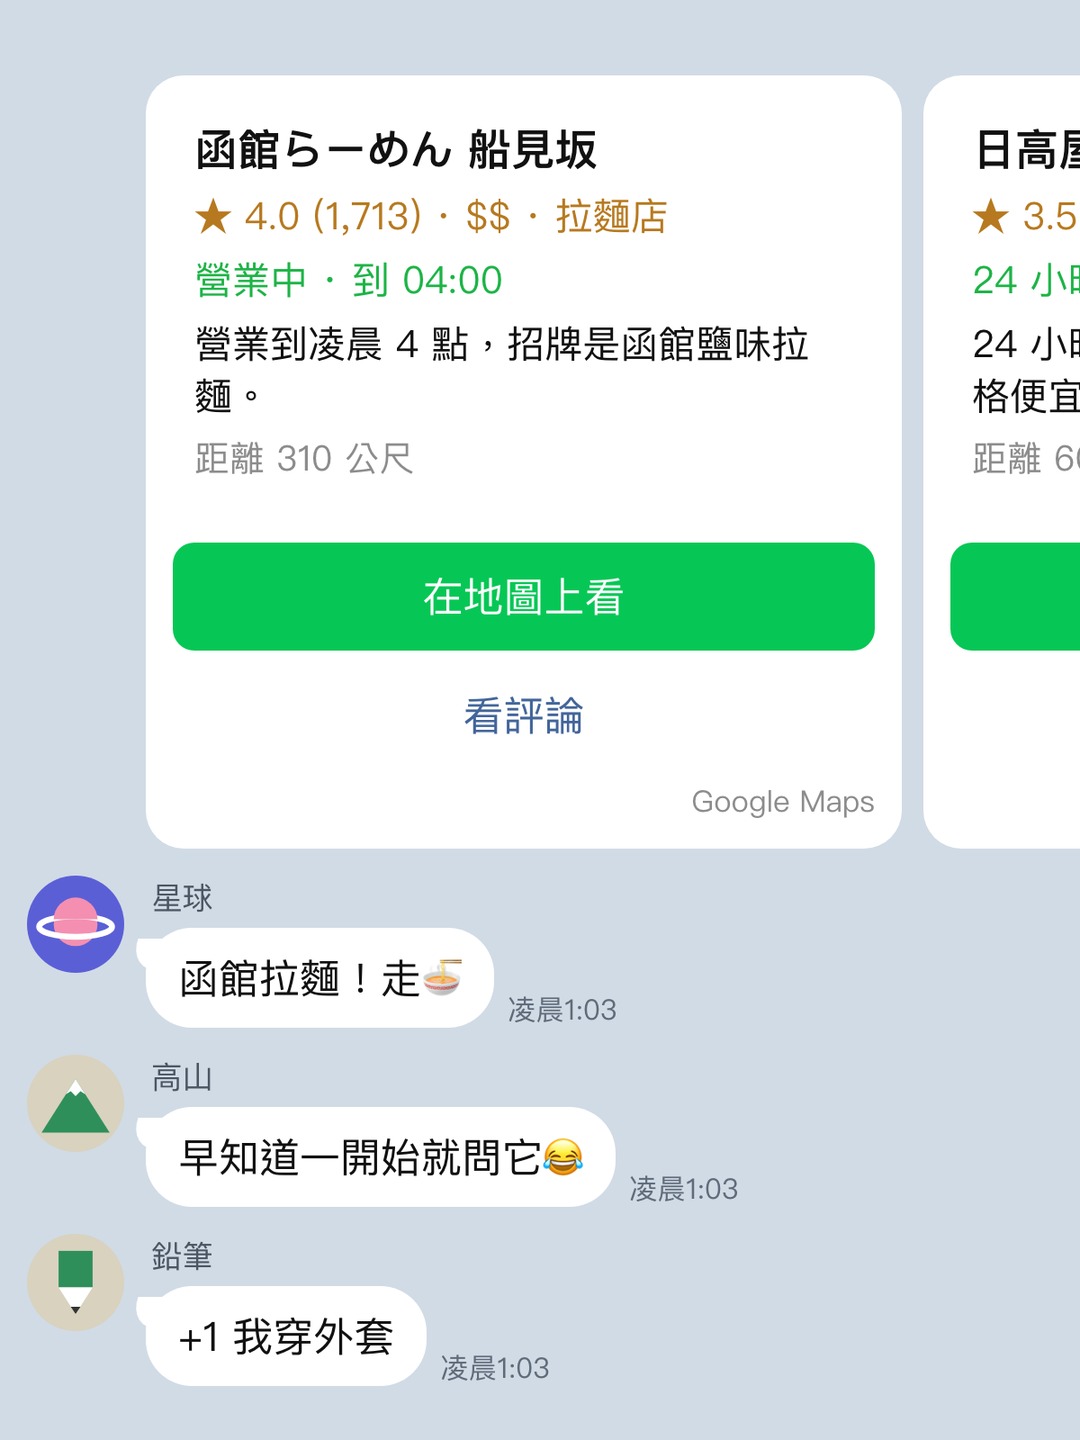 函館らーめん 船見坂
★ 4.0 (1,713)・$$・拉麵店
營業中・到 04:00
營業到凌晨 4 點，招牌是函館鹽味拉
麵。
距離 310 公尺
在地圖上看
看評論
Google Maps
日高
★ 3.5
24 小
24 小
格便宜
距離
星球
函館拉麵！走🍜
凌晨1:03
高山
早知道一開始就問它😂
凌晨1:03
鉛筆
+1 我穿外套
凌晨1:03